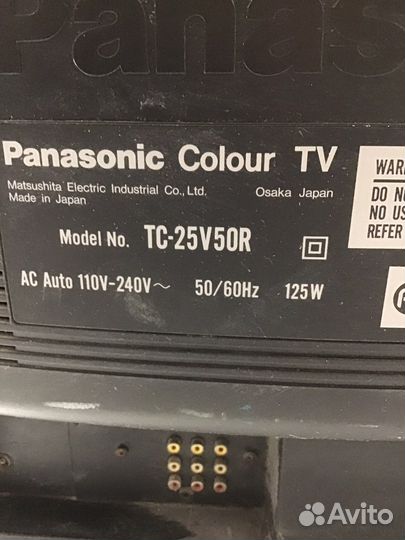 Panas
Panasonic Colour TV
Matsushita Electric Industrial Co., Ltd. Osaka Japan
Made in Japan
Model No. TC-25V50R
AC Auto 110V-240V~ 50/60Hz 125W
DO
NO US
REFER
Avito